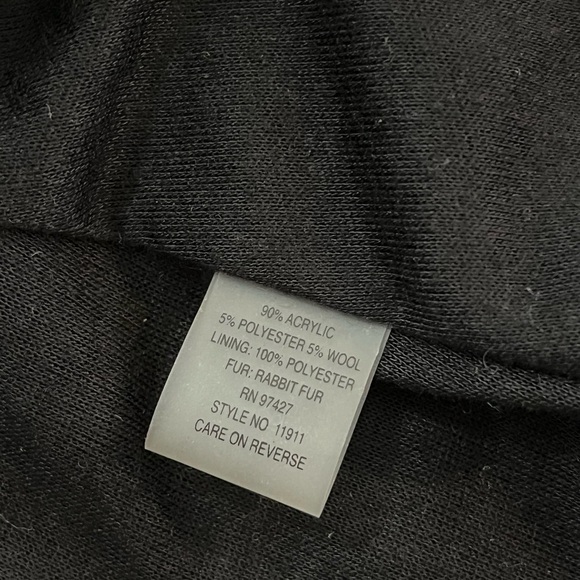 90% ACRYLIC
5% POLYESTER 5% WOOL
LINING: 100% POLYESTER
FUR: RABBIT FUR
RN 97427
STYLE NO 11911
CARE ON REVERSE